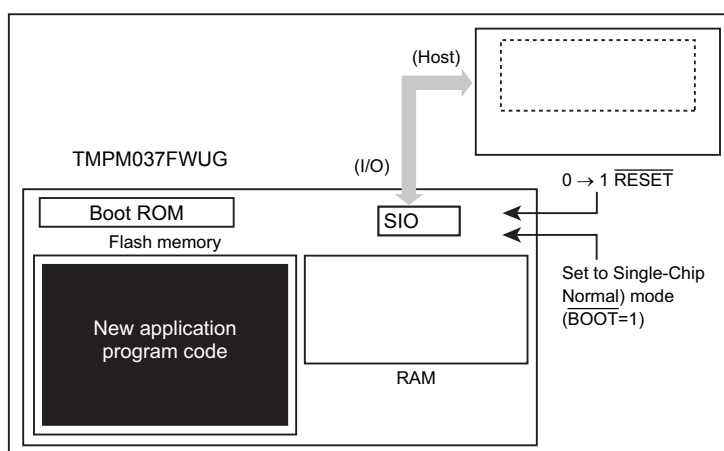 (Host)
TMPM037FWUG
(I/O)
0 → 1 RESET
Boot ROM
SIO
Flash memory
Set to Single-Chip
Normal) mode
(BOOT=1)
New application
program code
RAM